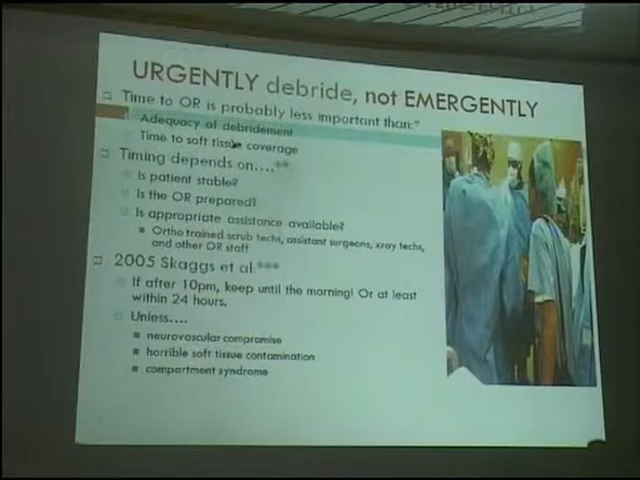 URGENTLY debride, not EMERGENTLY
Time to OR is probably less important than:*
Adequacy of debridement
Time to soft tissue coverage
Timing depends on....**
Is patient stable?
Is the OR prepared?
Is appropriate assistance available?
Ortho trained scrub techs, assistant surgeons, xray techs,
and other OR staff
2005 Skaggs et al.***
If after 10pm, keep until the morning! Or at least
within 24 hours.
Unless....
neurovascular compromise
horrible soft tissue contamination
compartment syndrome